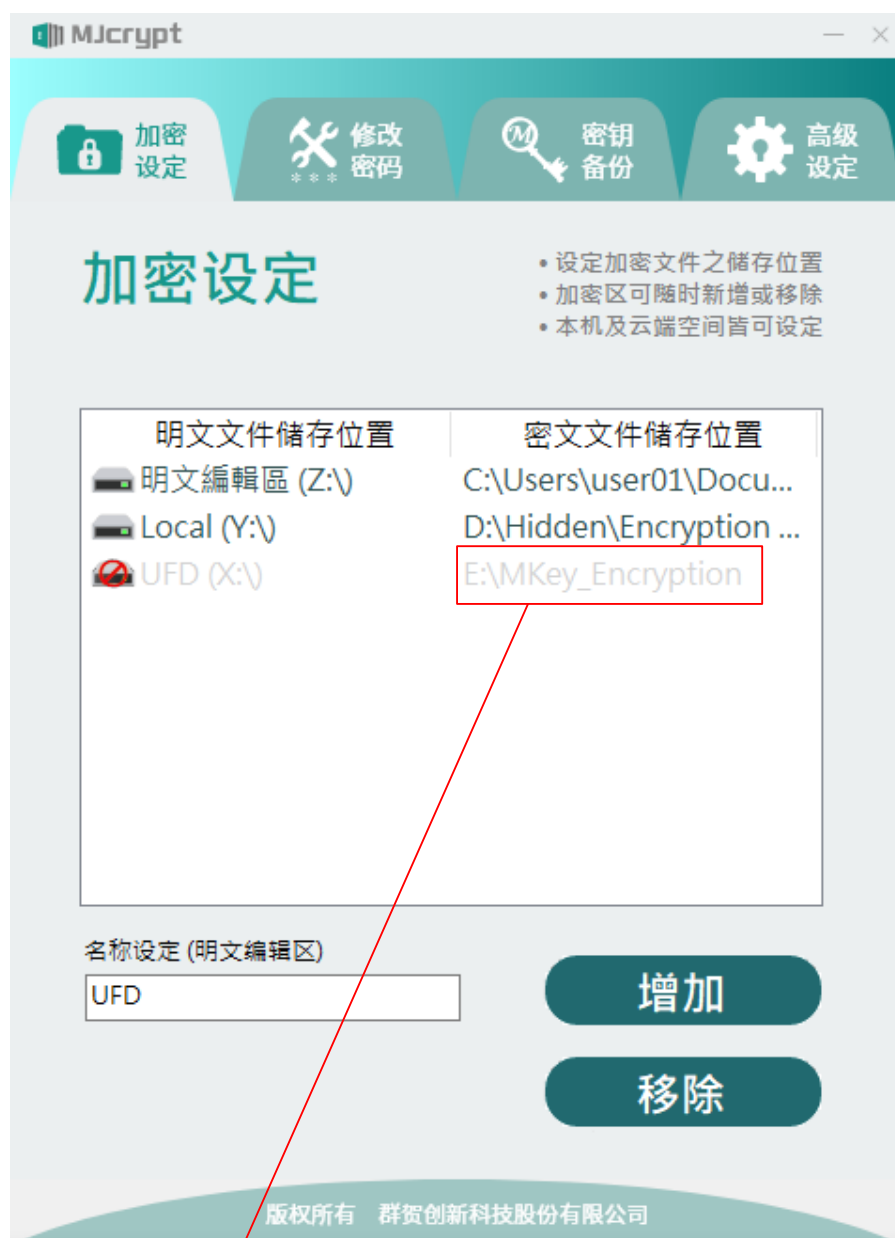 MJcrypt
加密
设定
修改
密码
* * *
密钥
备份
高级
设定
加密设定
• 设定加密文件之储存位置
• 加密区可随时新增或移除
• 本机及云端空间皆可设定
明文文件储存位置 密文文件储存位置
明文編輯區 (Z:\) C:\Users\user01\Docu...
Local (Y:\) D:\Hidden\Encryption ...
UFD (X:\) E:\MKey_Encryption
名称设定 (明文编辑区)
UFD
增加
移除
版权所有 群贺创新科技股份有限公司